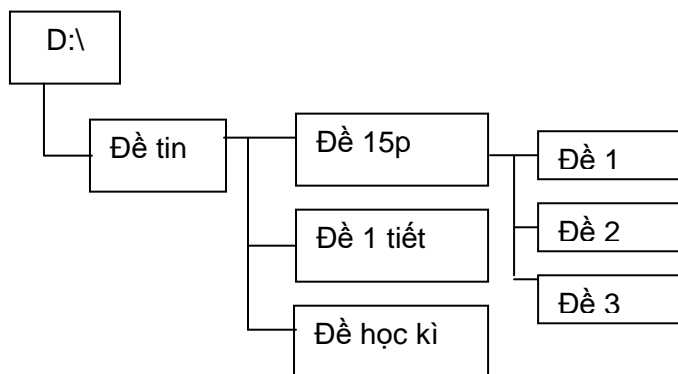 D:\
Đề tin
Đề 15p
Đề 1 tiết
Đề học kì
Đề 1
Đề 2
Đề 3